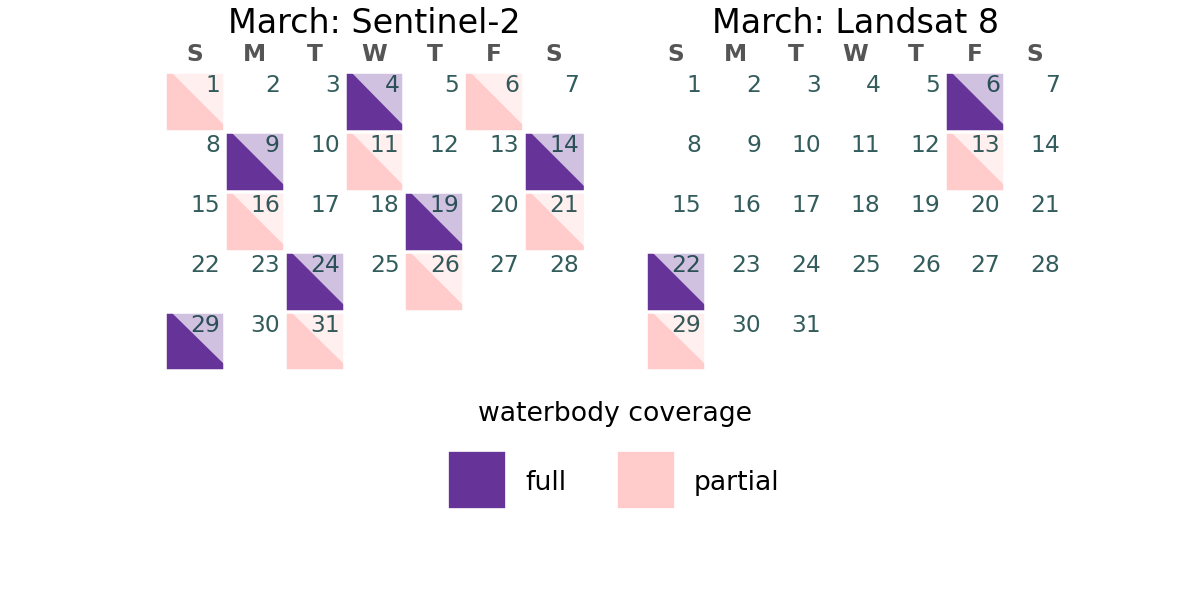 March: Sentinel-2
S M T W T F S
1 2 3 4 5 6 7
8 9 10 11 12 13 14
15 16 17 18 19 20 21
22 23 24 25 26 27 28
29 30 31
March: Landsat 8
S M T W T F S
1 2 3 4 5 6 7
8 9 10 11 12 13 14
15 16 17 18 19 20 21
22 23 24 25 26 27 28
29 30 31
waterbody coverage
full partial